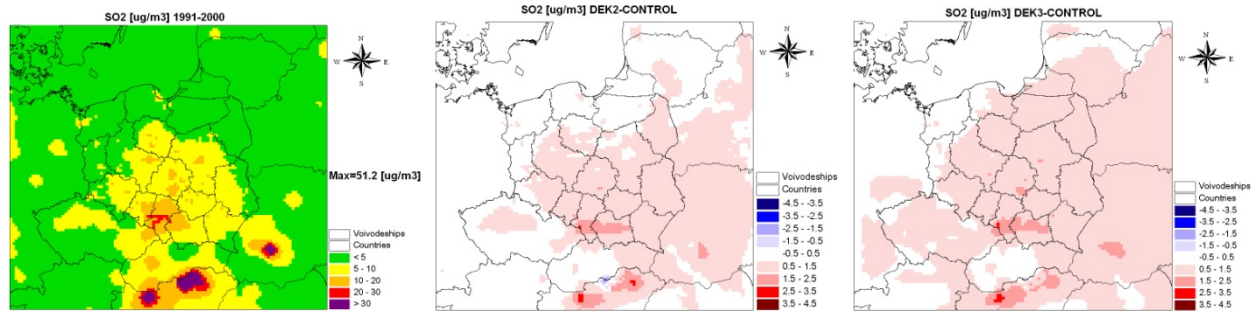 SO2 [ug/m3] 1991-2000
N
W E
S
Max=51.2 [ug/m3]
Voivodeships
Countries
< 5
5 - 10
10 - 20
20 - 30
> 30
SO2 [ug/m3] DEK2-CONTROL
N
W E
S
Voivodeships
Countries
-4.5 - -3.5
-3.5 - -2.5
-2.5 - -1.5
-1.5 - -0.5
-0.5 - 0.5
0.5 - 1.5
1.5 - 2.5
2.5 - 3.5
3.5 - 4.5
SO2 [ug/m3] DEK3-CONTROL
N
W E
S
Voivodeships
Countries
-4.5 - -3.5
-3.5 - -2.5
-2.5 - -1.5
-1.5 - -0.5
-0.5 - 0.5
0.5 - 1.5
1.5 - 2.5
2.5 - 3.5
3.5 - 4.5